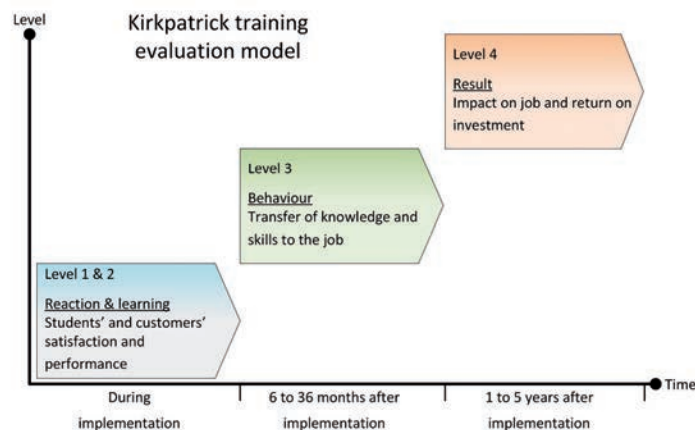 Level
Kirkpatrick training
evaluation model
Level 4
Result
Impact on job and return on
investment
Level 3
Behaviour
Transfer of knowledge and
skills to the job
Level 1 & 2
Reaction & learning
Students' and customers'
satisfaction and
performance
Time
During
implementation
6 to 36 months after
implementation
1 to 5 years after
implementation